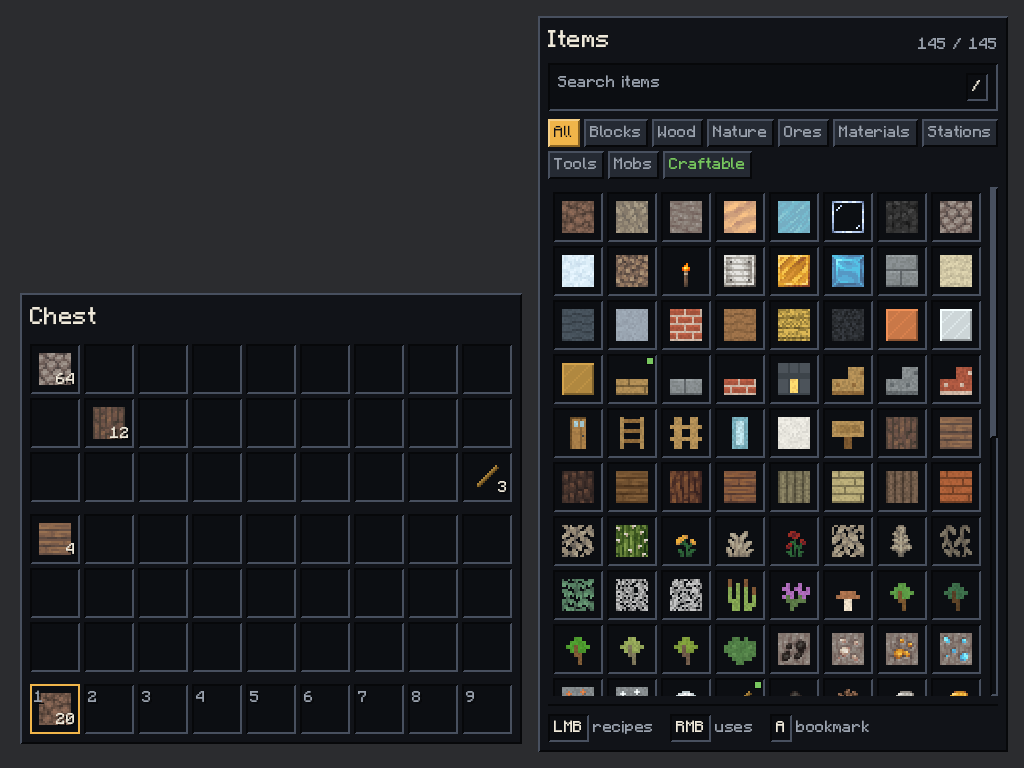 Items
145 / 145
Search items
/
All Blocks Wood Nature Ores Materials Stations
Tools Mobs Craftable
Chest
64
12
3
4
1 2 3 4 5 6 7 8 9
20
LMB recipes RMB uses A bookmark